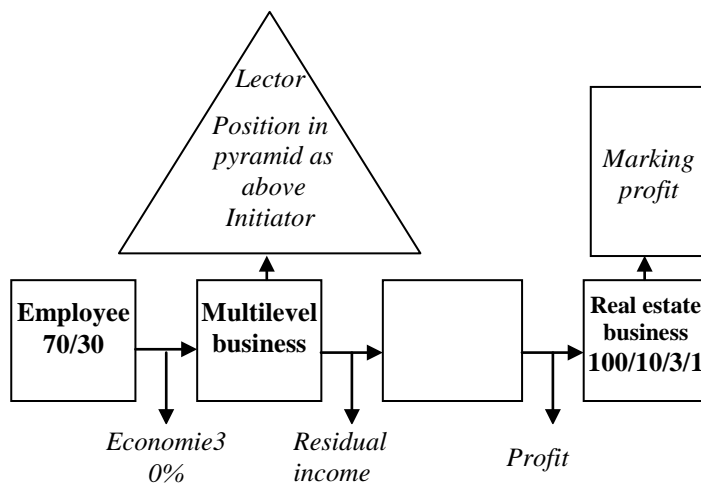 Lector
Position in
pyramid as
above
Initiator
Marking
profit
Employee
70/30
Multilevel
business
Real estate
business
100/10/3/1
Economie3
0%
Residual
income
Profit